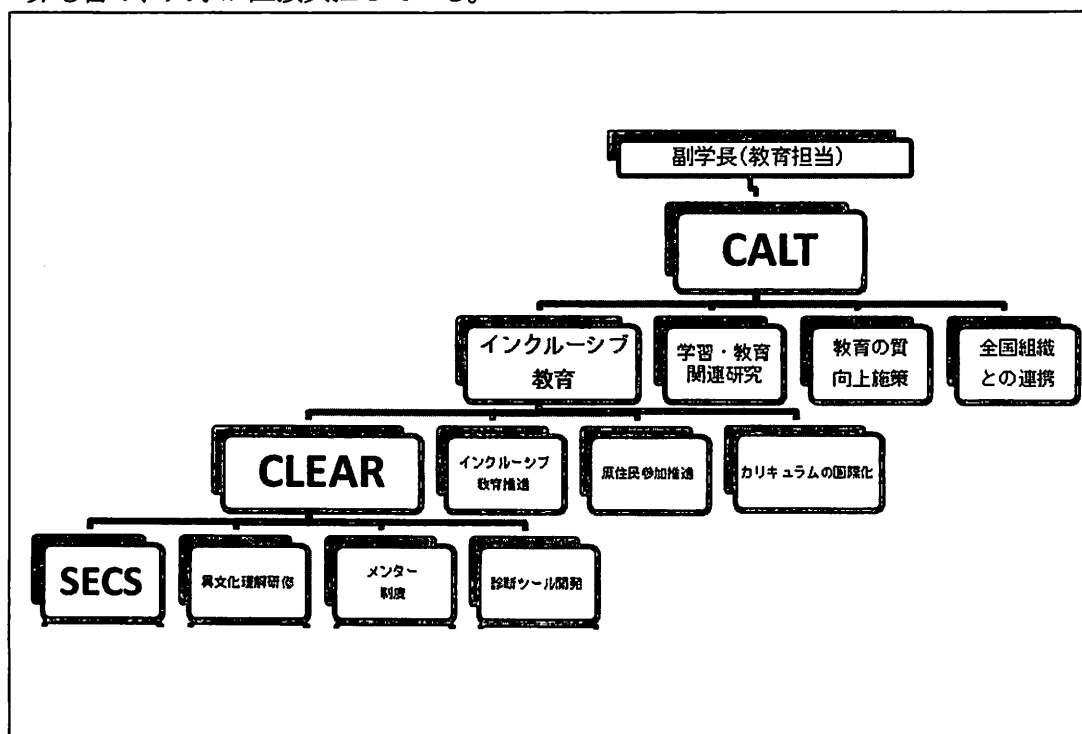 副学長(教育担当)
CALT
インクルーシブ
教育
学習・教育
関連研究
教育の質
向上施策
全国組織
との連携
CLEAR
インクルーシブ
教育推進
原住民参加推進
カリキュラムの国際化
SECS
異文化理解研修
メンター
制度
診断ツール開発